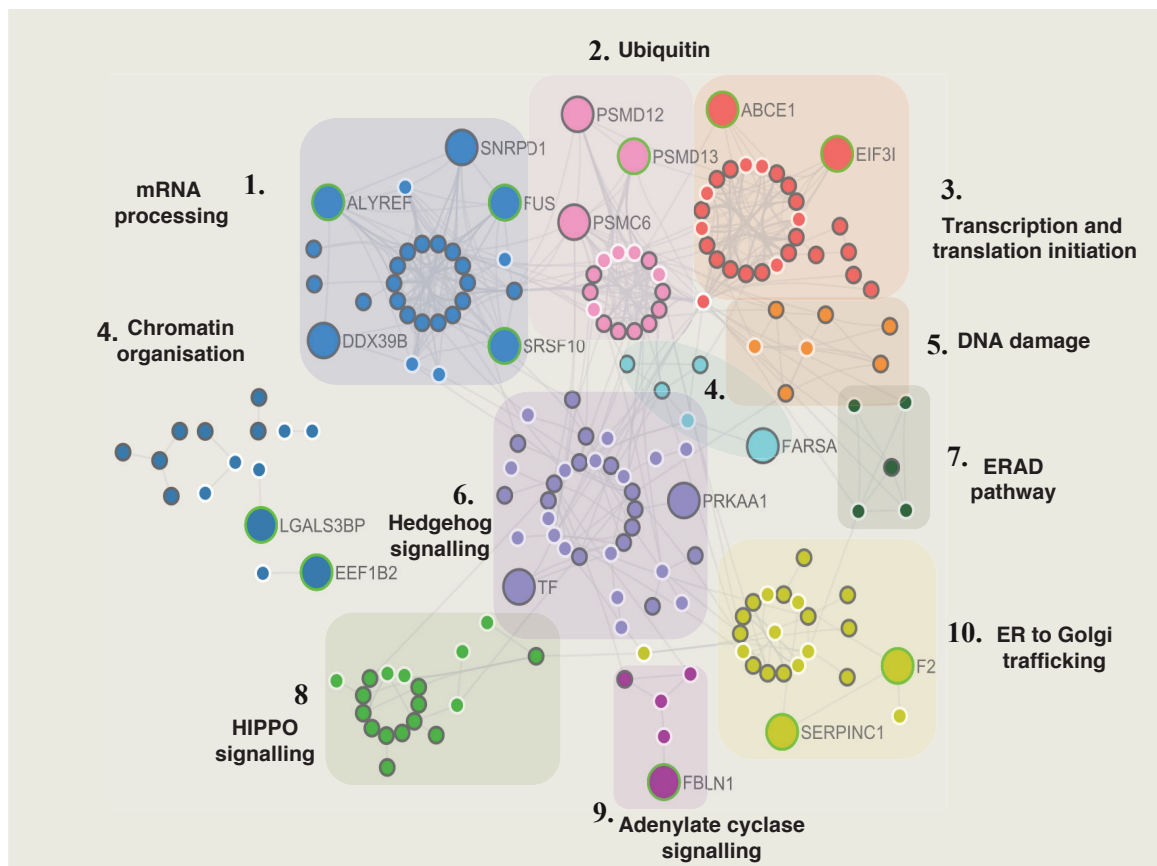 2. Ubiquitin
PSMD12
ABCE1
SNRPD1
PSMD13
EIF3I
mRNA
processing
1.
ALYREF
FUS
PSMC6
3.
Transcription and
translation initiation
4. Chromatin
organisation
DDX39B
SRSF10
5. DNA damage
4.
FARSA
7. ERAD
pathway
6.
Hedgehog
signalling
PRKAA1
LGALS3BP
EEF1B2
TF
10. ER to Golgi
trafficking
F2
8
HIPPO
signalling
SERPINC1
FBLN1
9. Adenylate cyclase
signalling